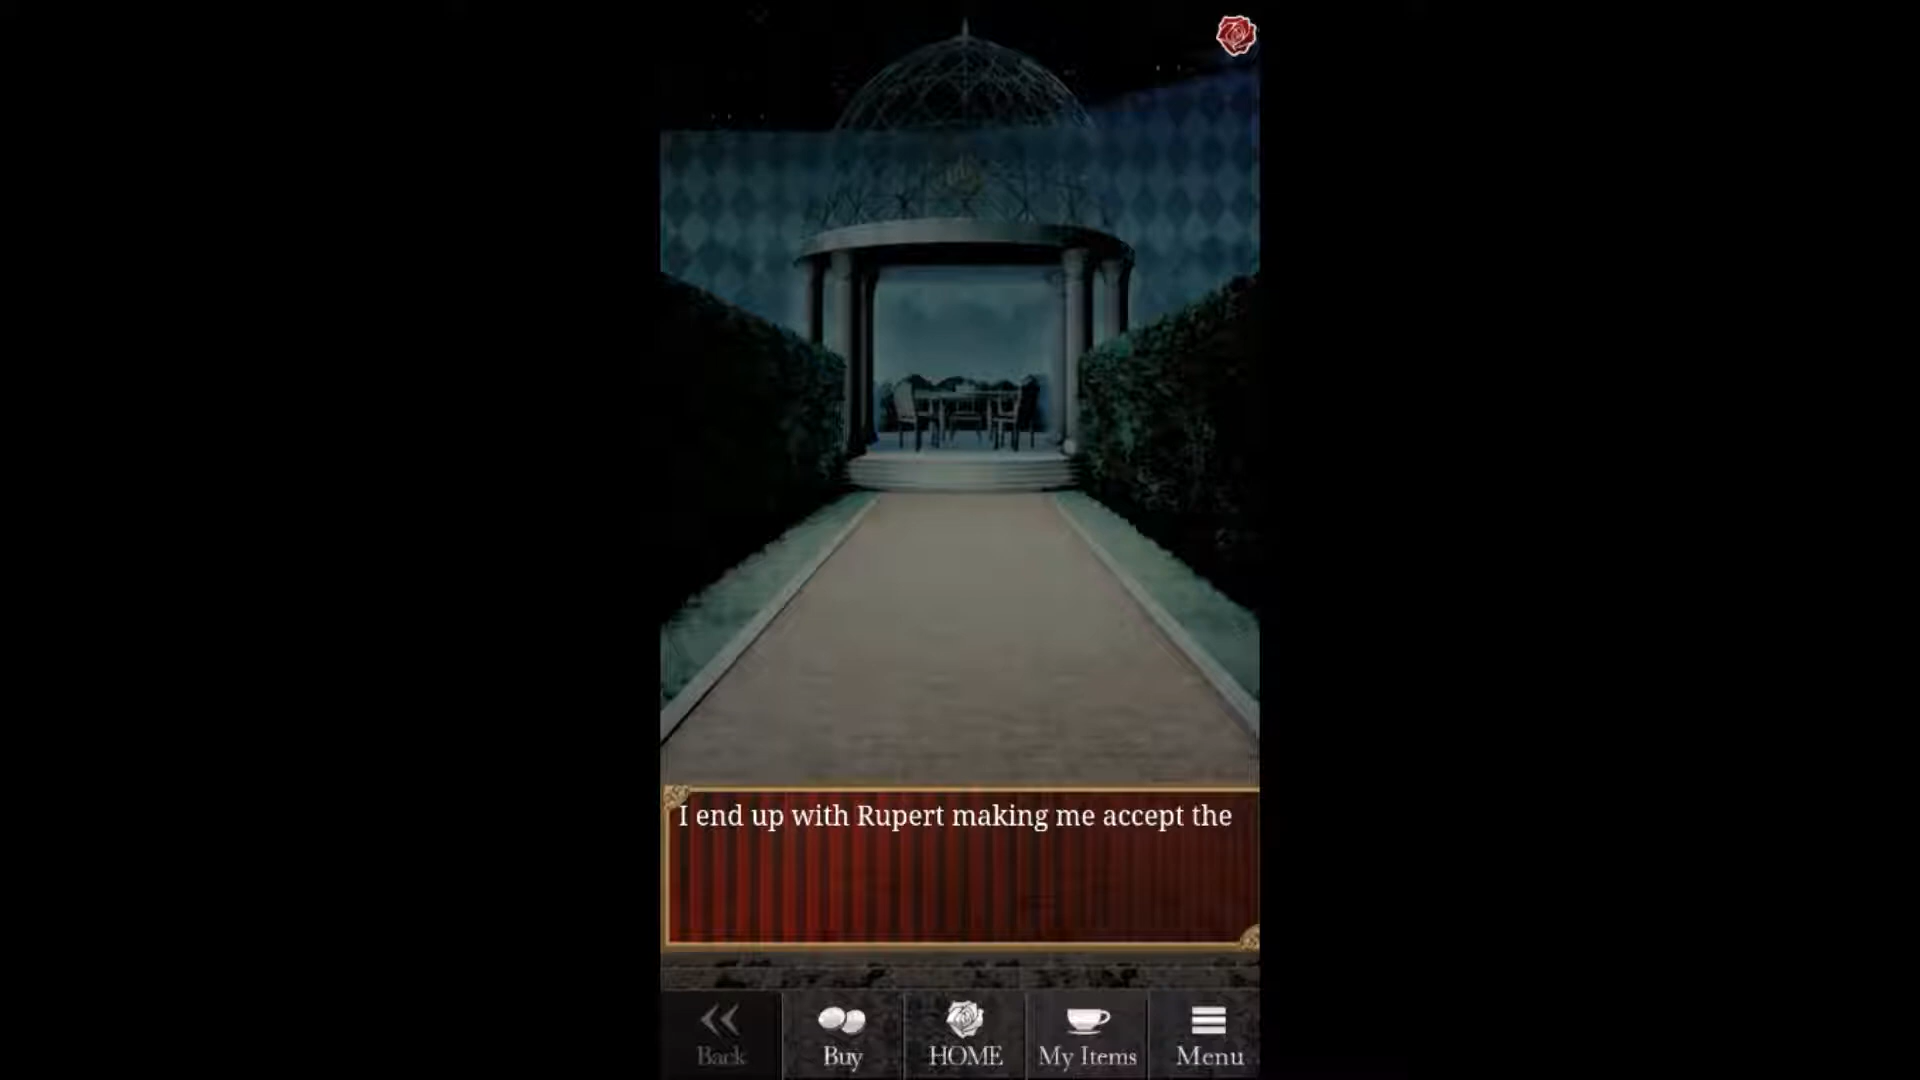 I end up with Rupert making me accept the
Back
Buy
HOME
My Items
Menu